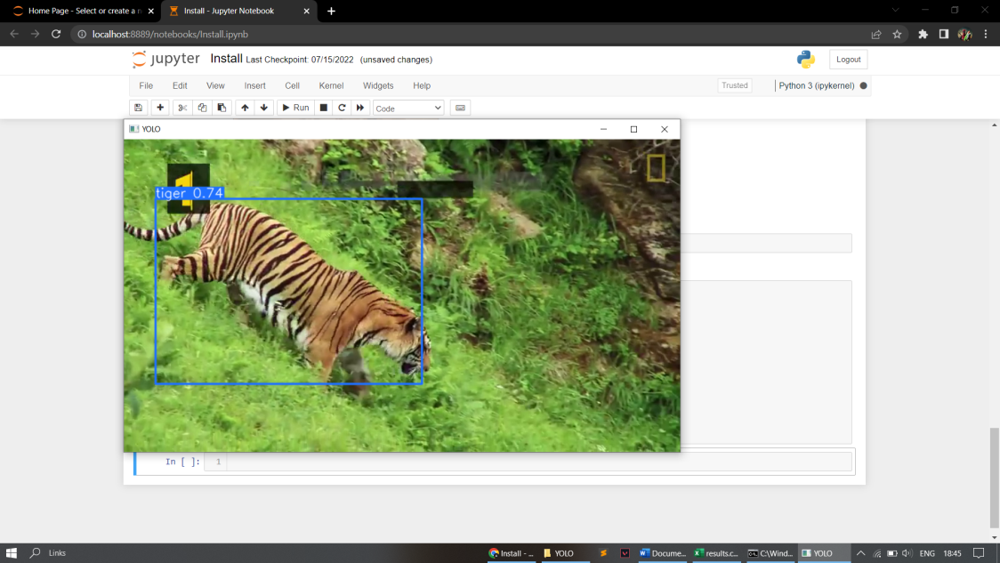 Home Page - Select or create a n
Install - Jupyter Notebook
localhost:8889/notebooks/Install.ipynb
jupyter Install Last Checkpoint: 07/15/2022 (unsaved changes)
Logout
File Edit View Insert Cell Kernel Widgets Help
Trusted
Python 3 (ipykernel)
Run
Code
YOLO
tiger 0.74
In [ ]:
1
Links
Install - ...
YOLO
Docume...
results.c...
C:\Wind...
YOLO
ENG
18:45